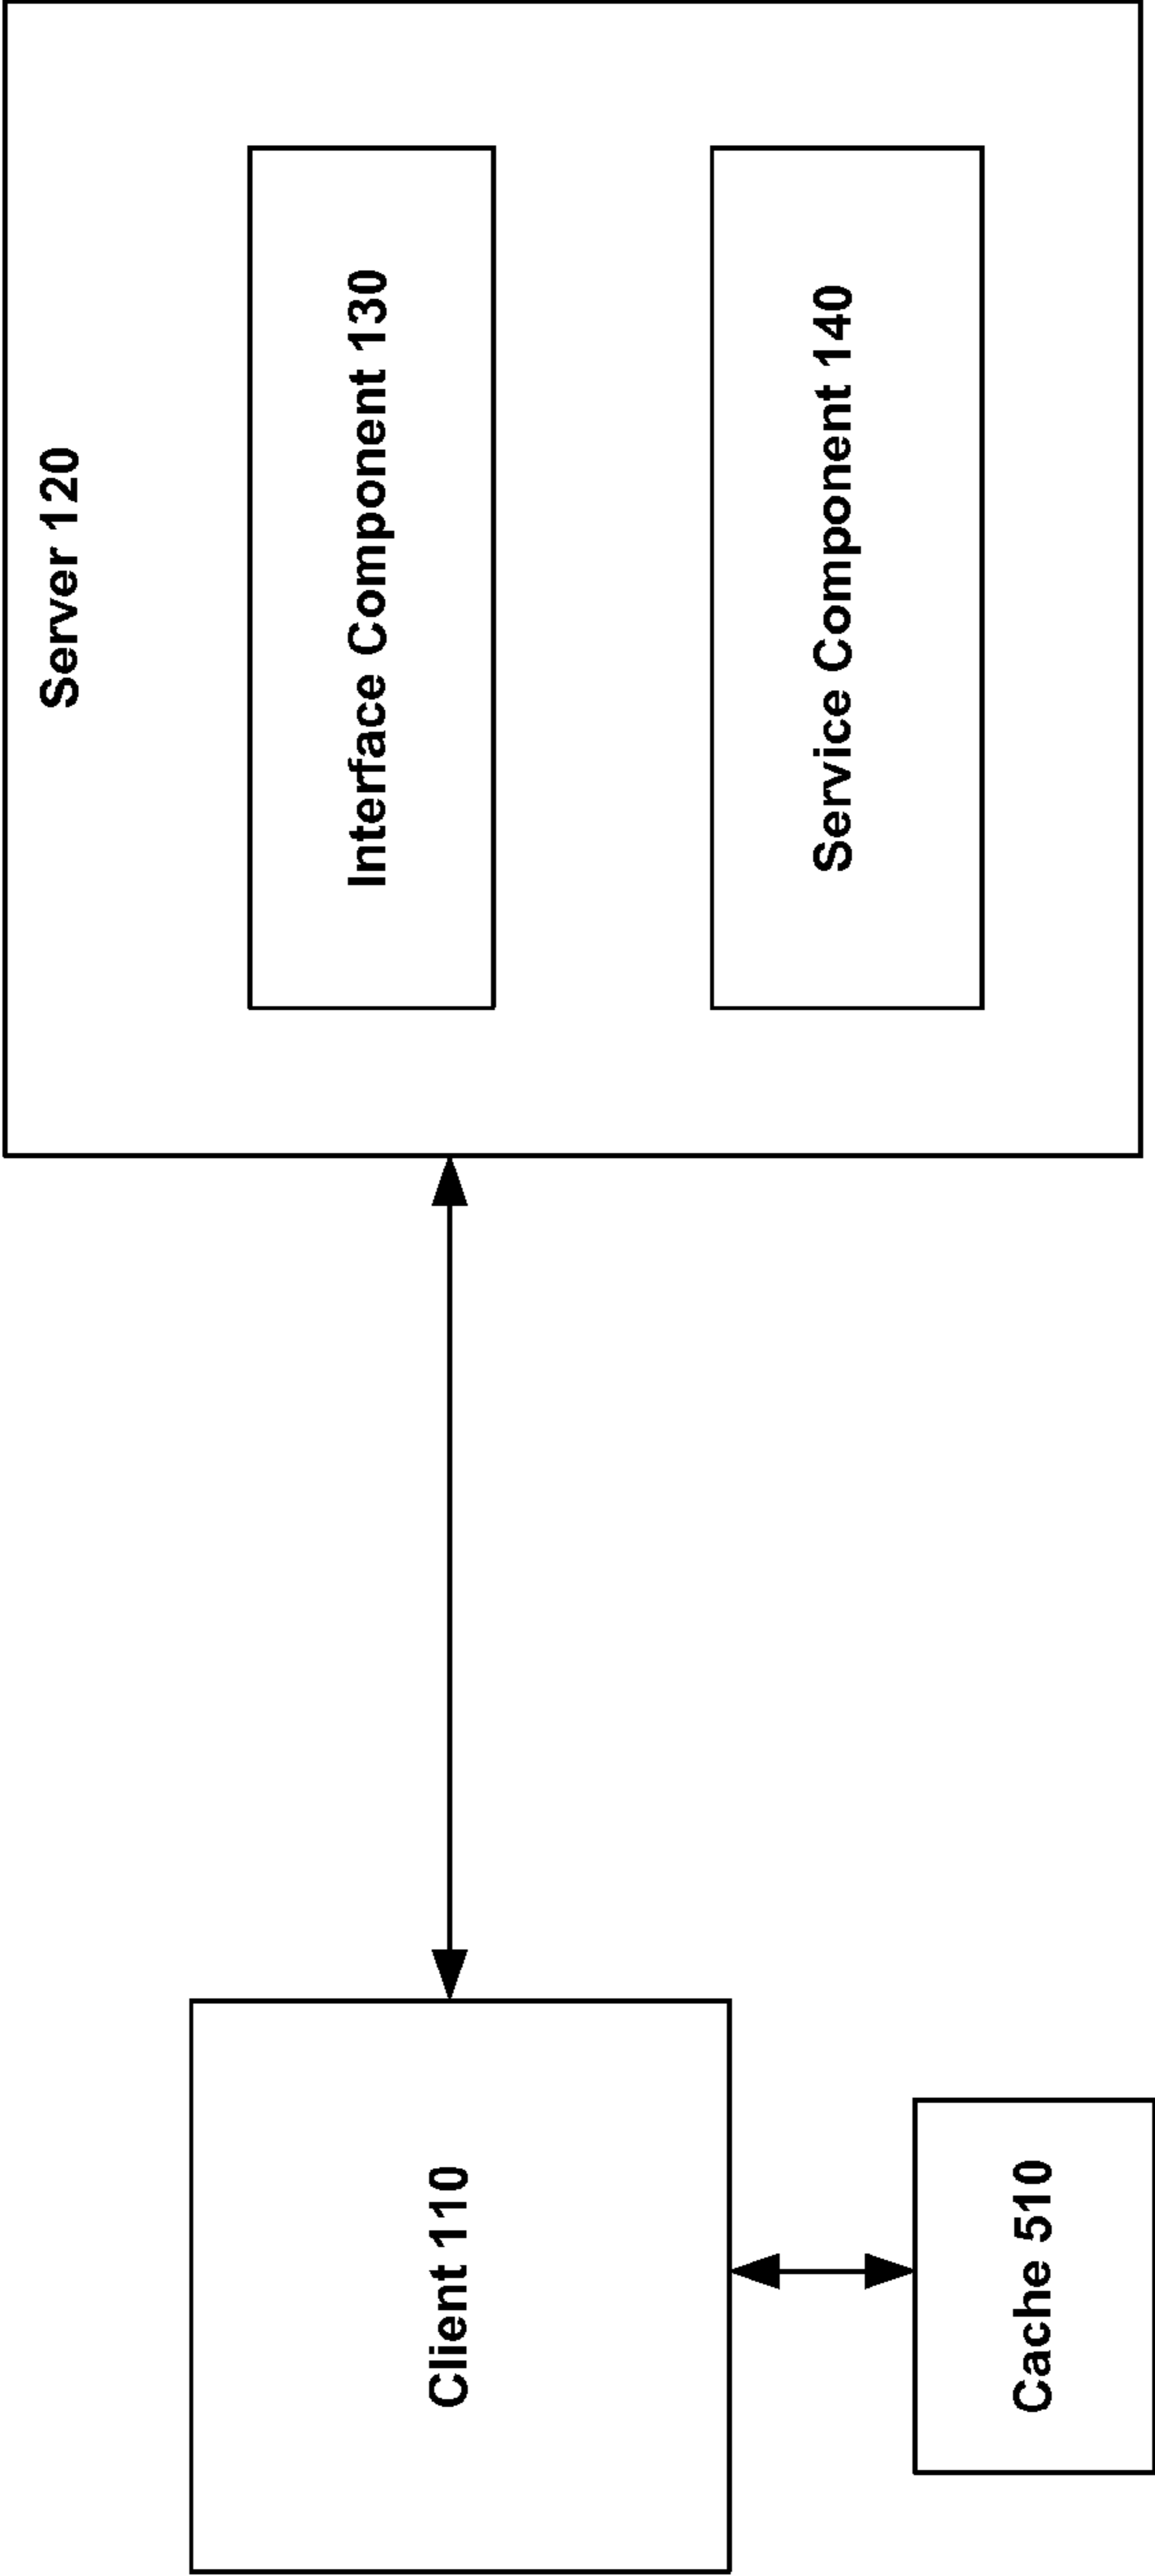 Client 110
Cache 510
Server 120
Interface Component 130
Service Component 140